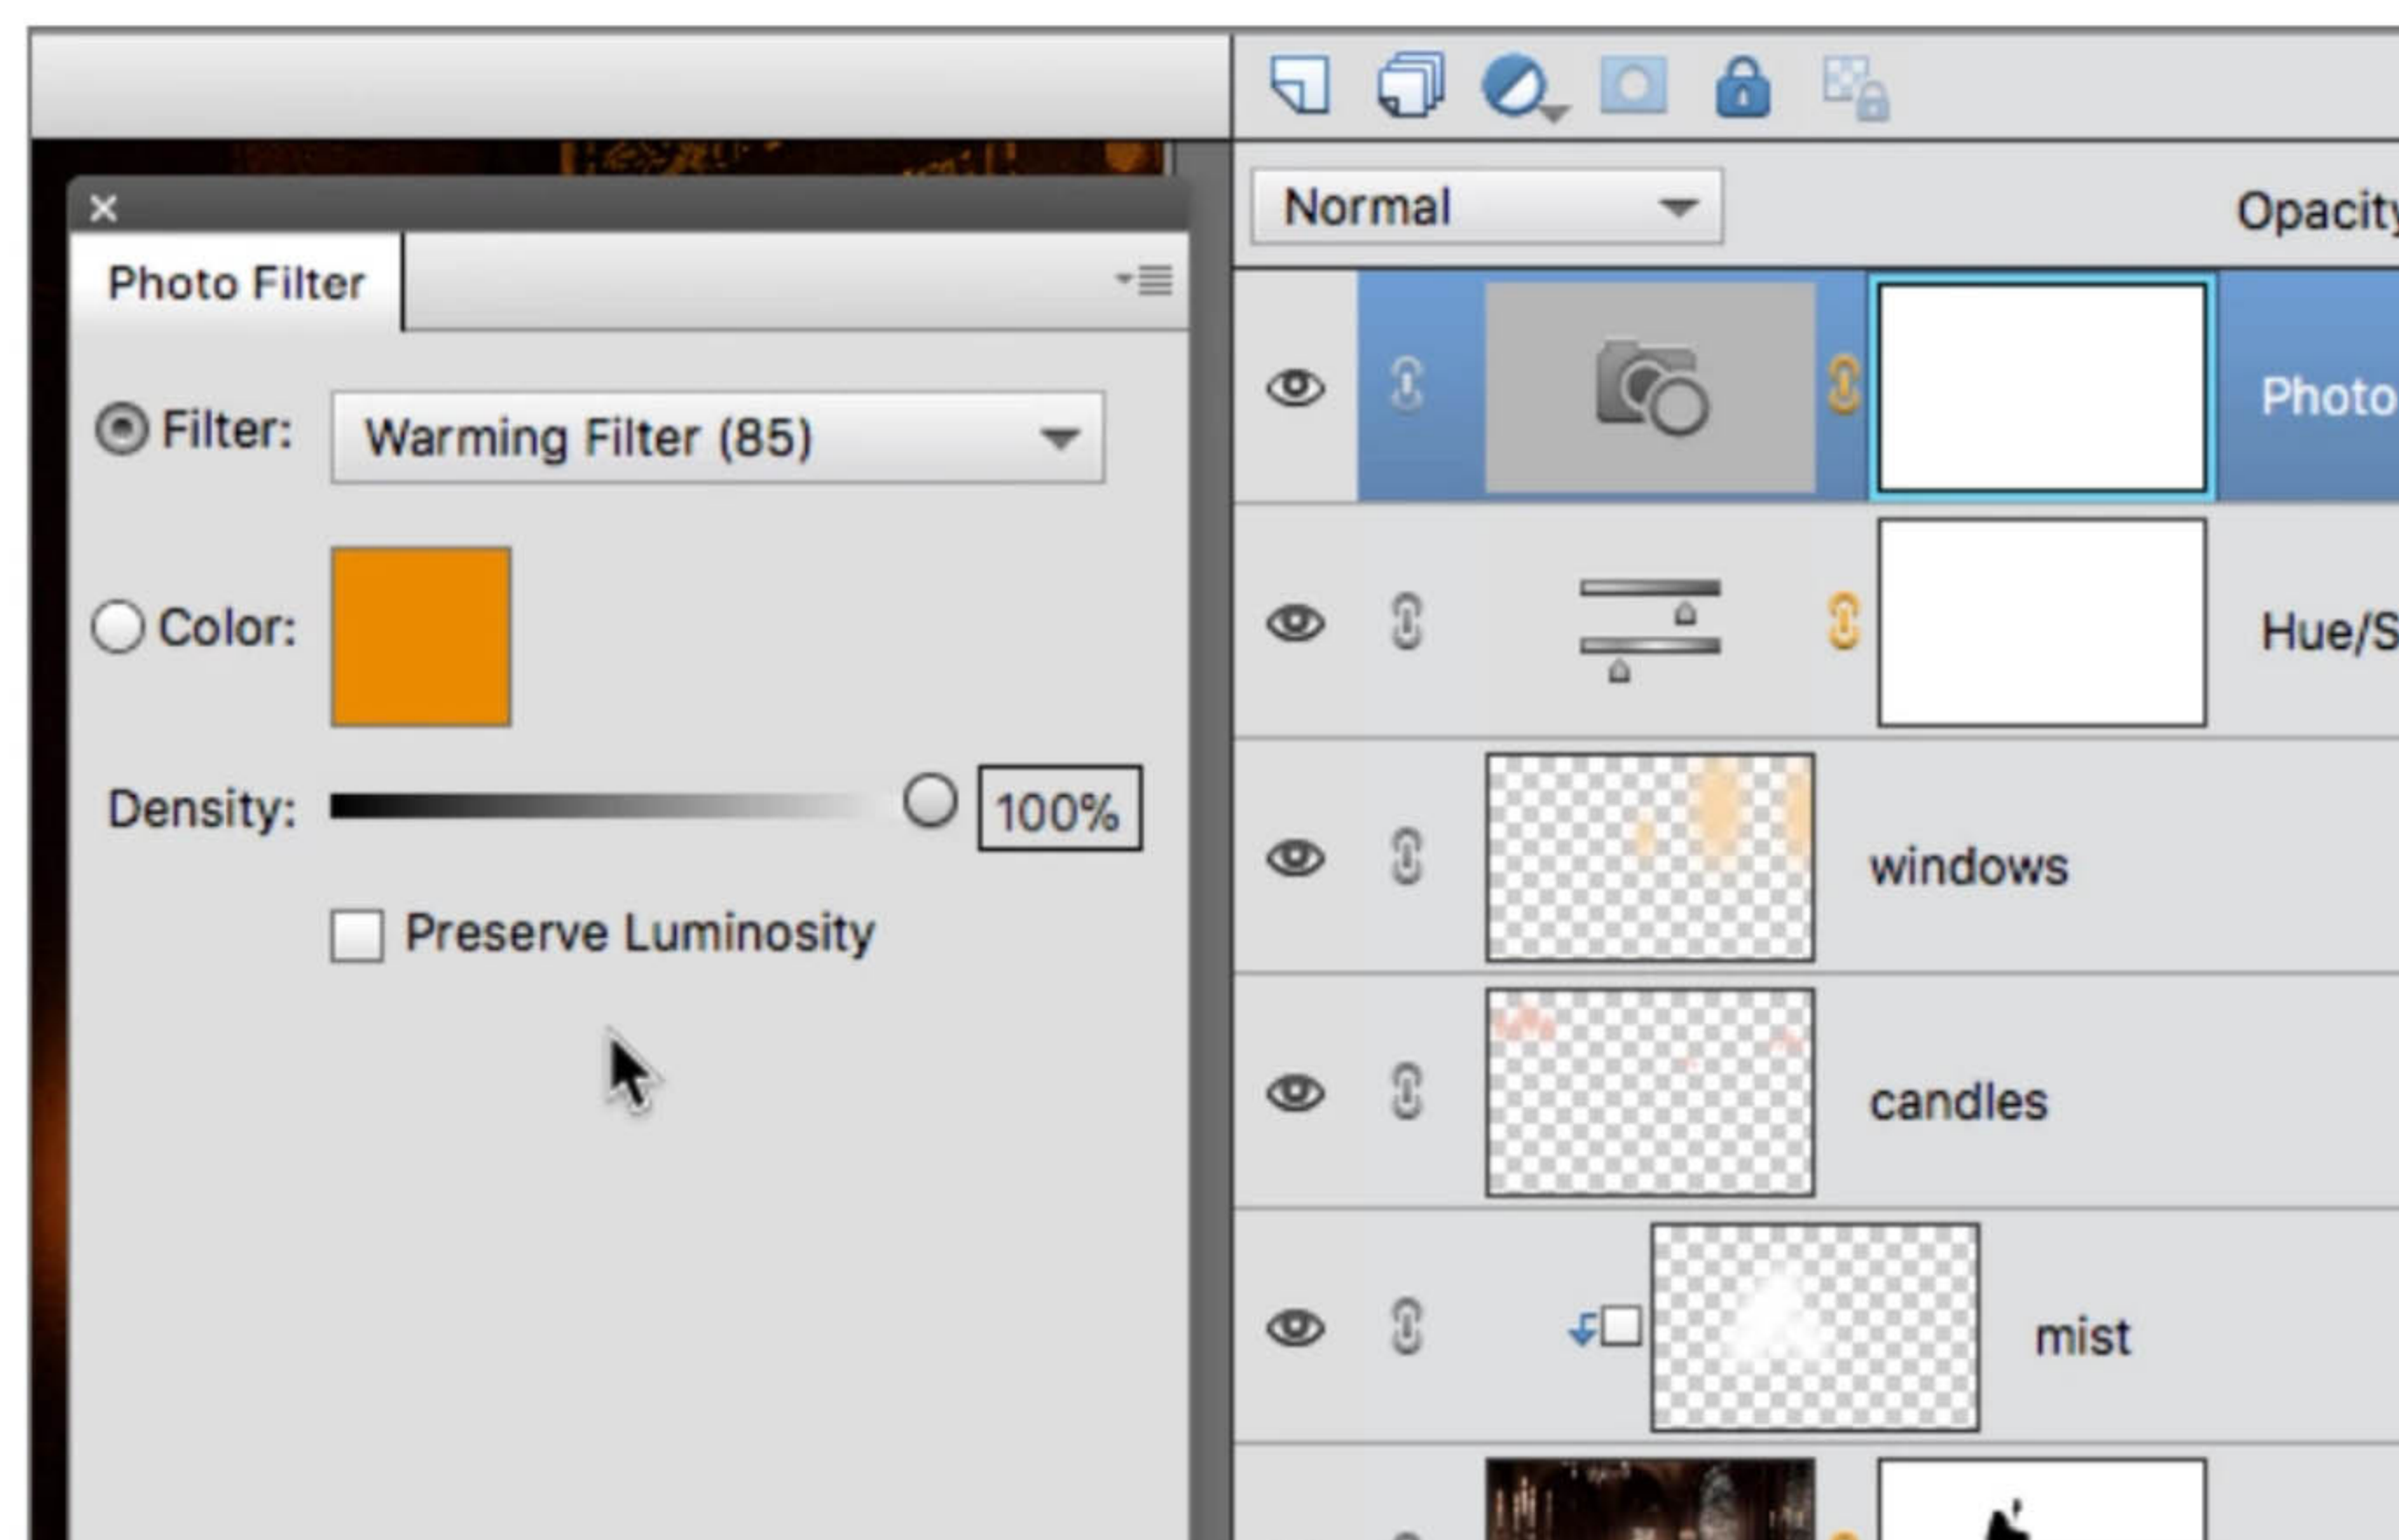 Normal
Opacity
Photo Filter
Filter: Warming Filter (85)
Photo
Color:
Hue/S
Density: 100%
windows
Preserve Luminosity
candles
mist